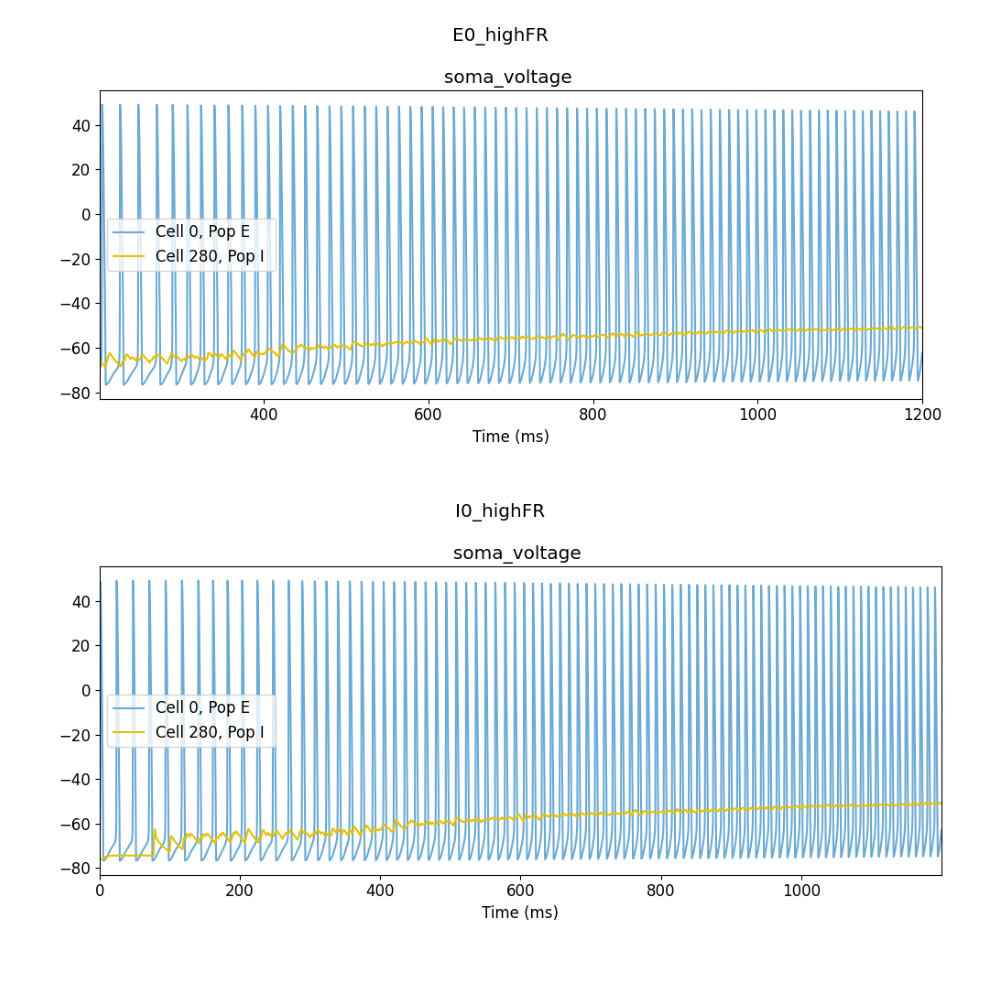 E0_highFR
soma_voltage
40
20
0
−20
−40
−60
−80
Cell 0, Pop E
Cell 280, Pop I
400 600 800 1000 1200
Time (ms)
I0_highFR
soma_voltage
40
20
0
−20
−40
−60
−80
Cell 0, Pop E
Cell 280, Pop I
0 200 400 600 800 1000
Time (ms)